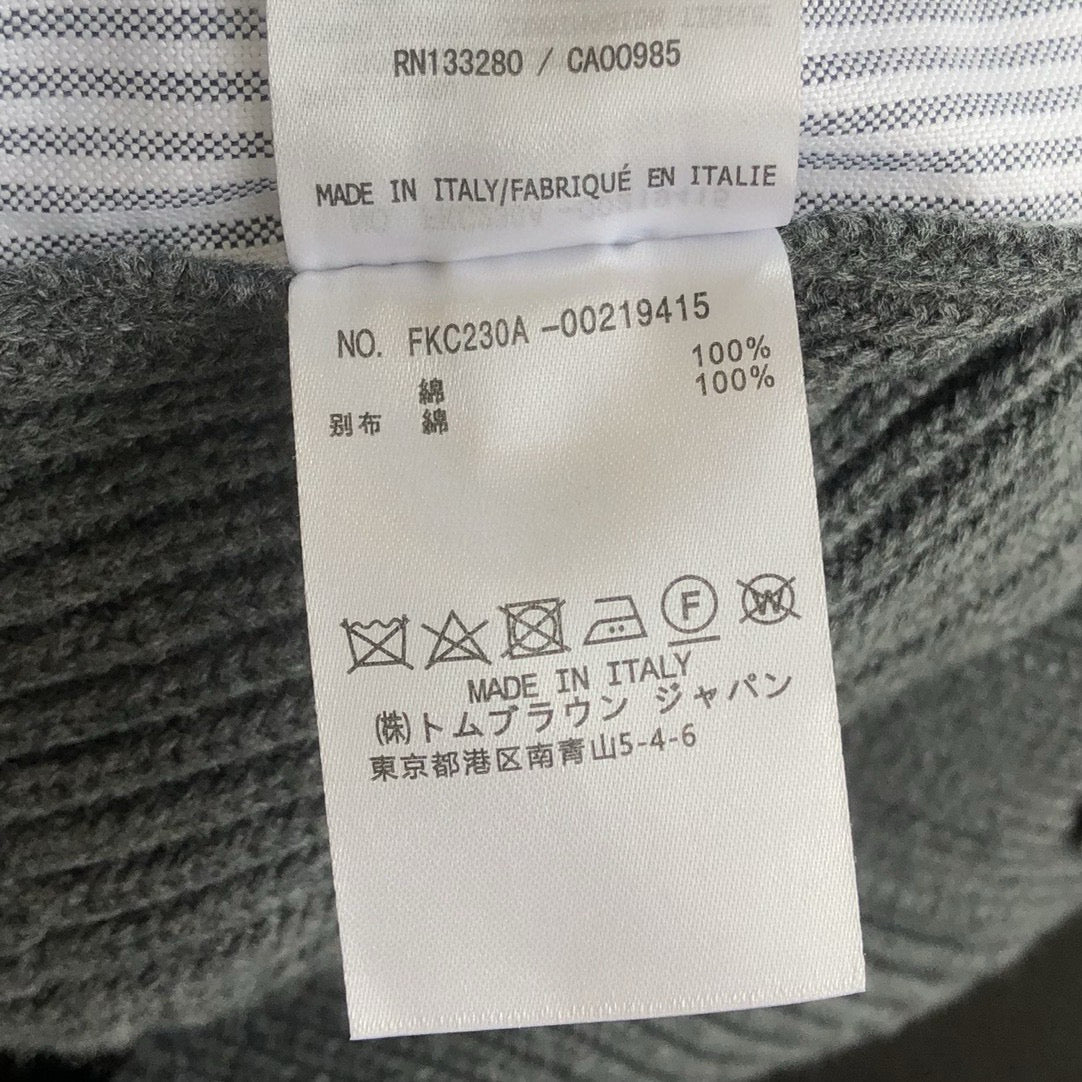 RN133280 / CA00985
MADE IN ITALY/FABRIQUÉ EN ITALIE
NO. FKC230A -00219415
綿 100%
別布 綿 100%
F W
MADE IN ITALY
(株)トムブラウン ジャパン
東京都港区南青山5-4-6